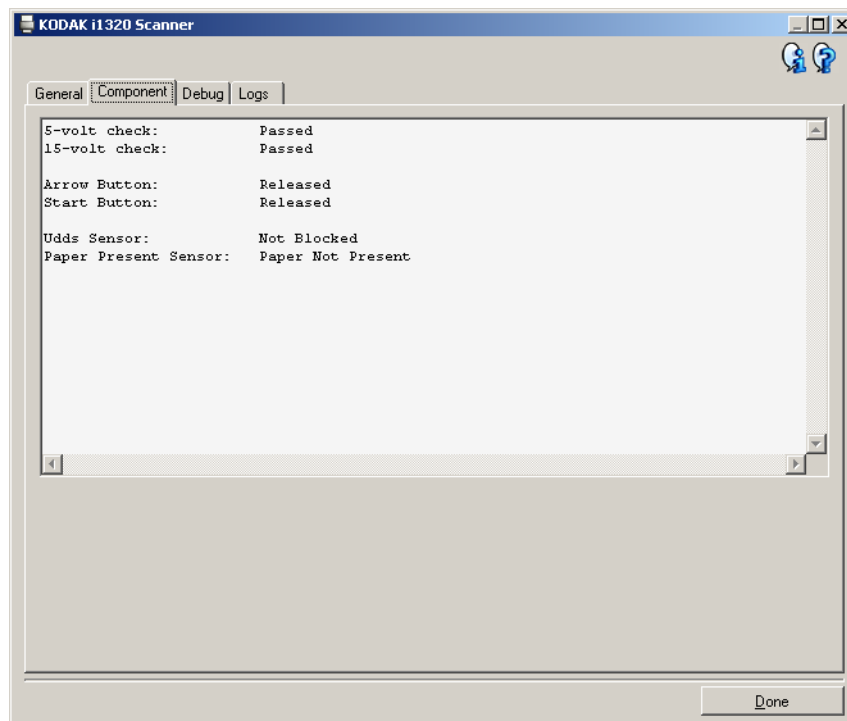 KODAK i1320 Scanner
General Component Debug Logs
5-volt check: Passed
15-volt check: Passed
Arrow Button: Released
Start Button: Released
Udds Sensor: Not Blocked
Paper Present Sensor: Paper Not Present
Done